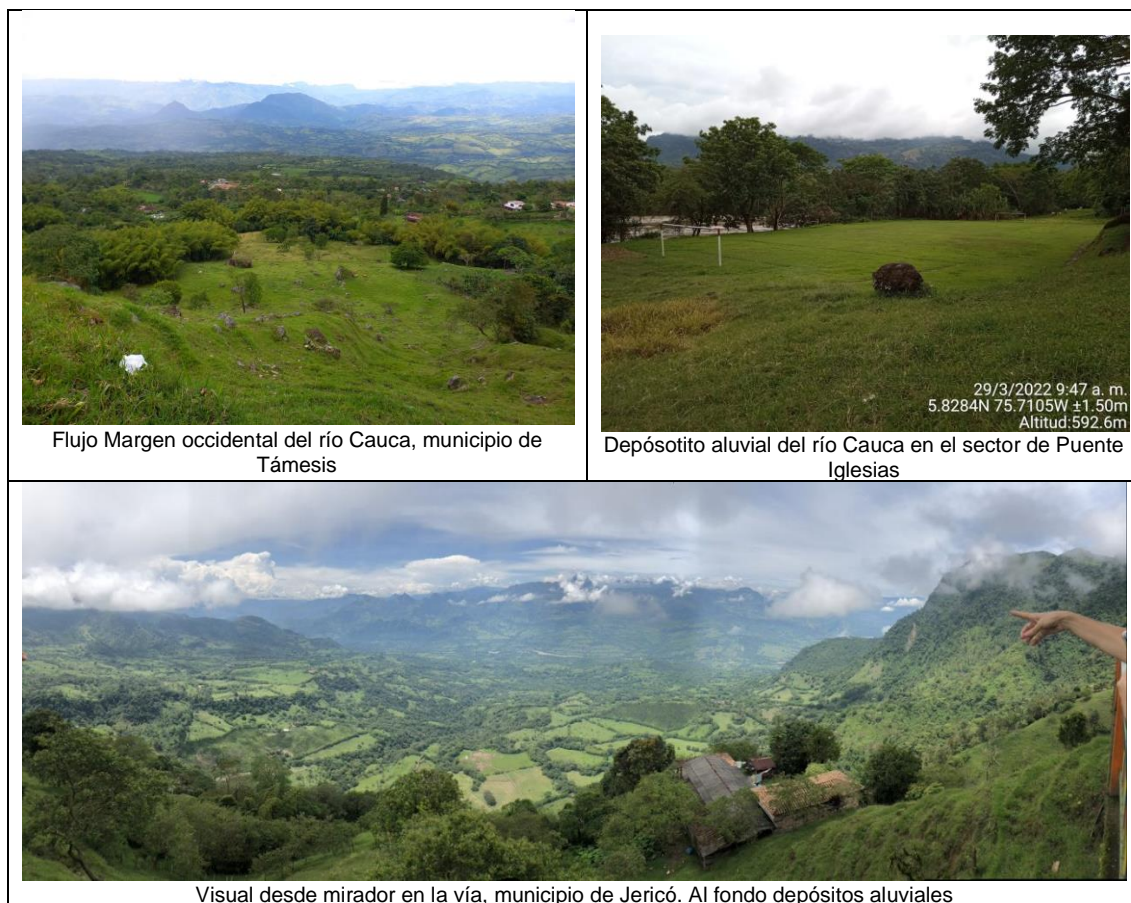 Flujo Margen occidental del río Cauca, municipio de
Támesis
29/3/2022 9:47 a. m.
5.8284N 75.7105W ±1.50m
Altitud:592.6m
Depósotito aluvial del río Cauca en el sector de Puente
Iglesias
Visual desde mirador en la vía, municipio de Jericó. Al fondo depósitos aluviales